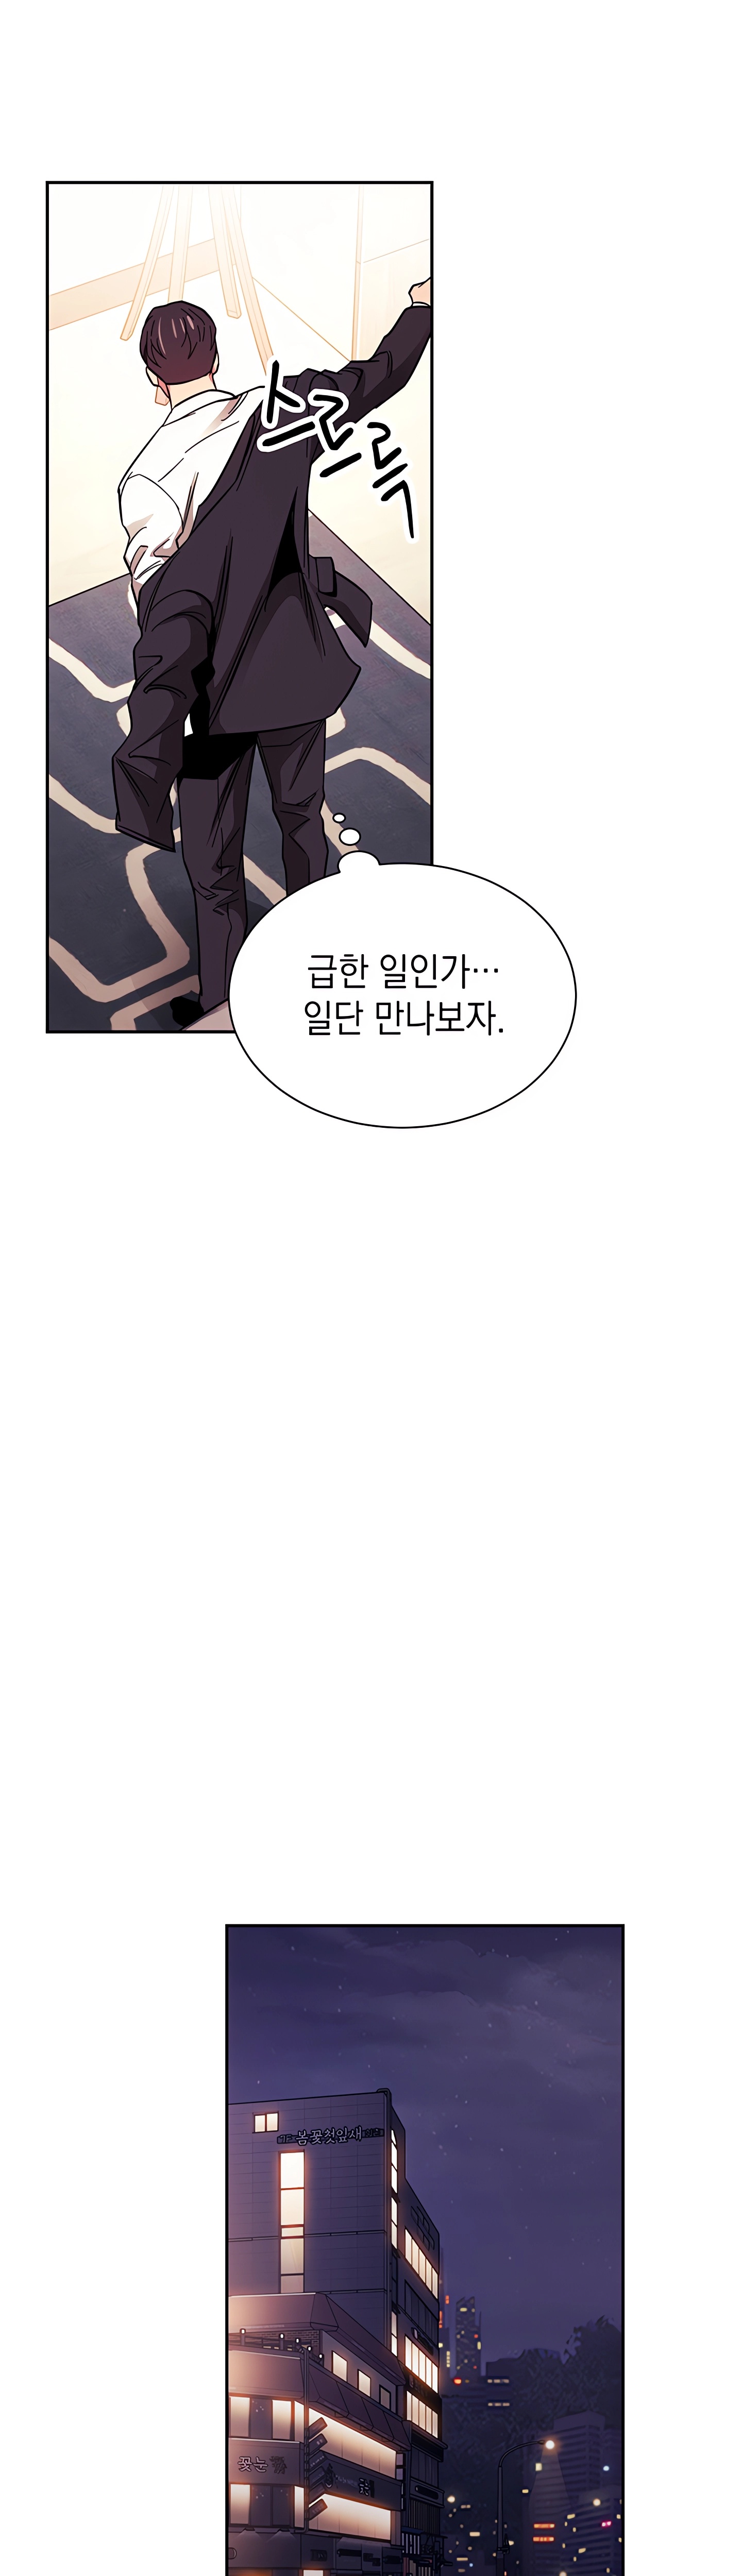 스르륵
급한 일인가…
일단 만나보자.
봄꽃첫잎새
꽃눈